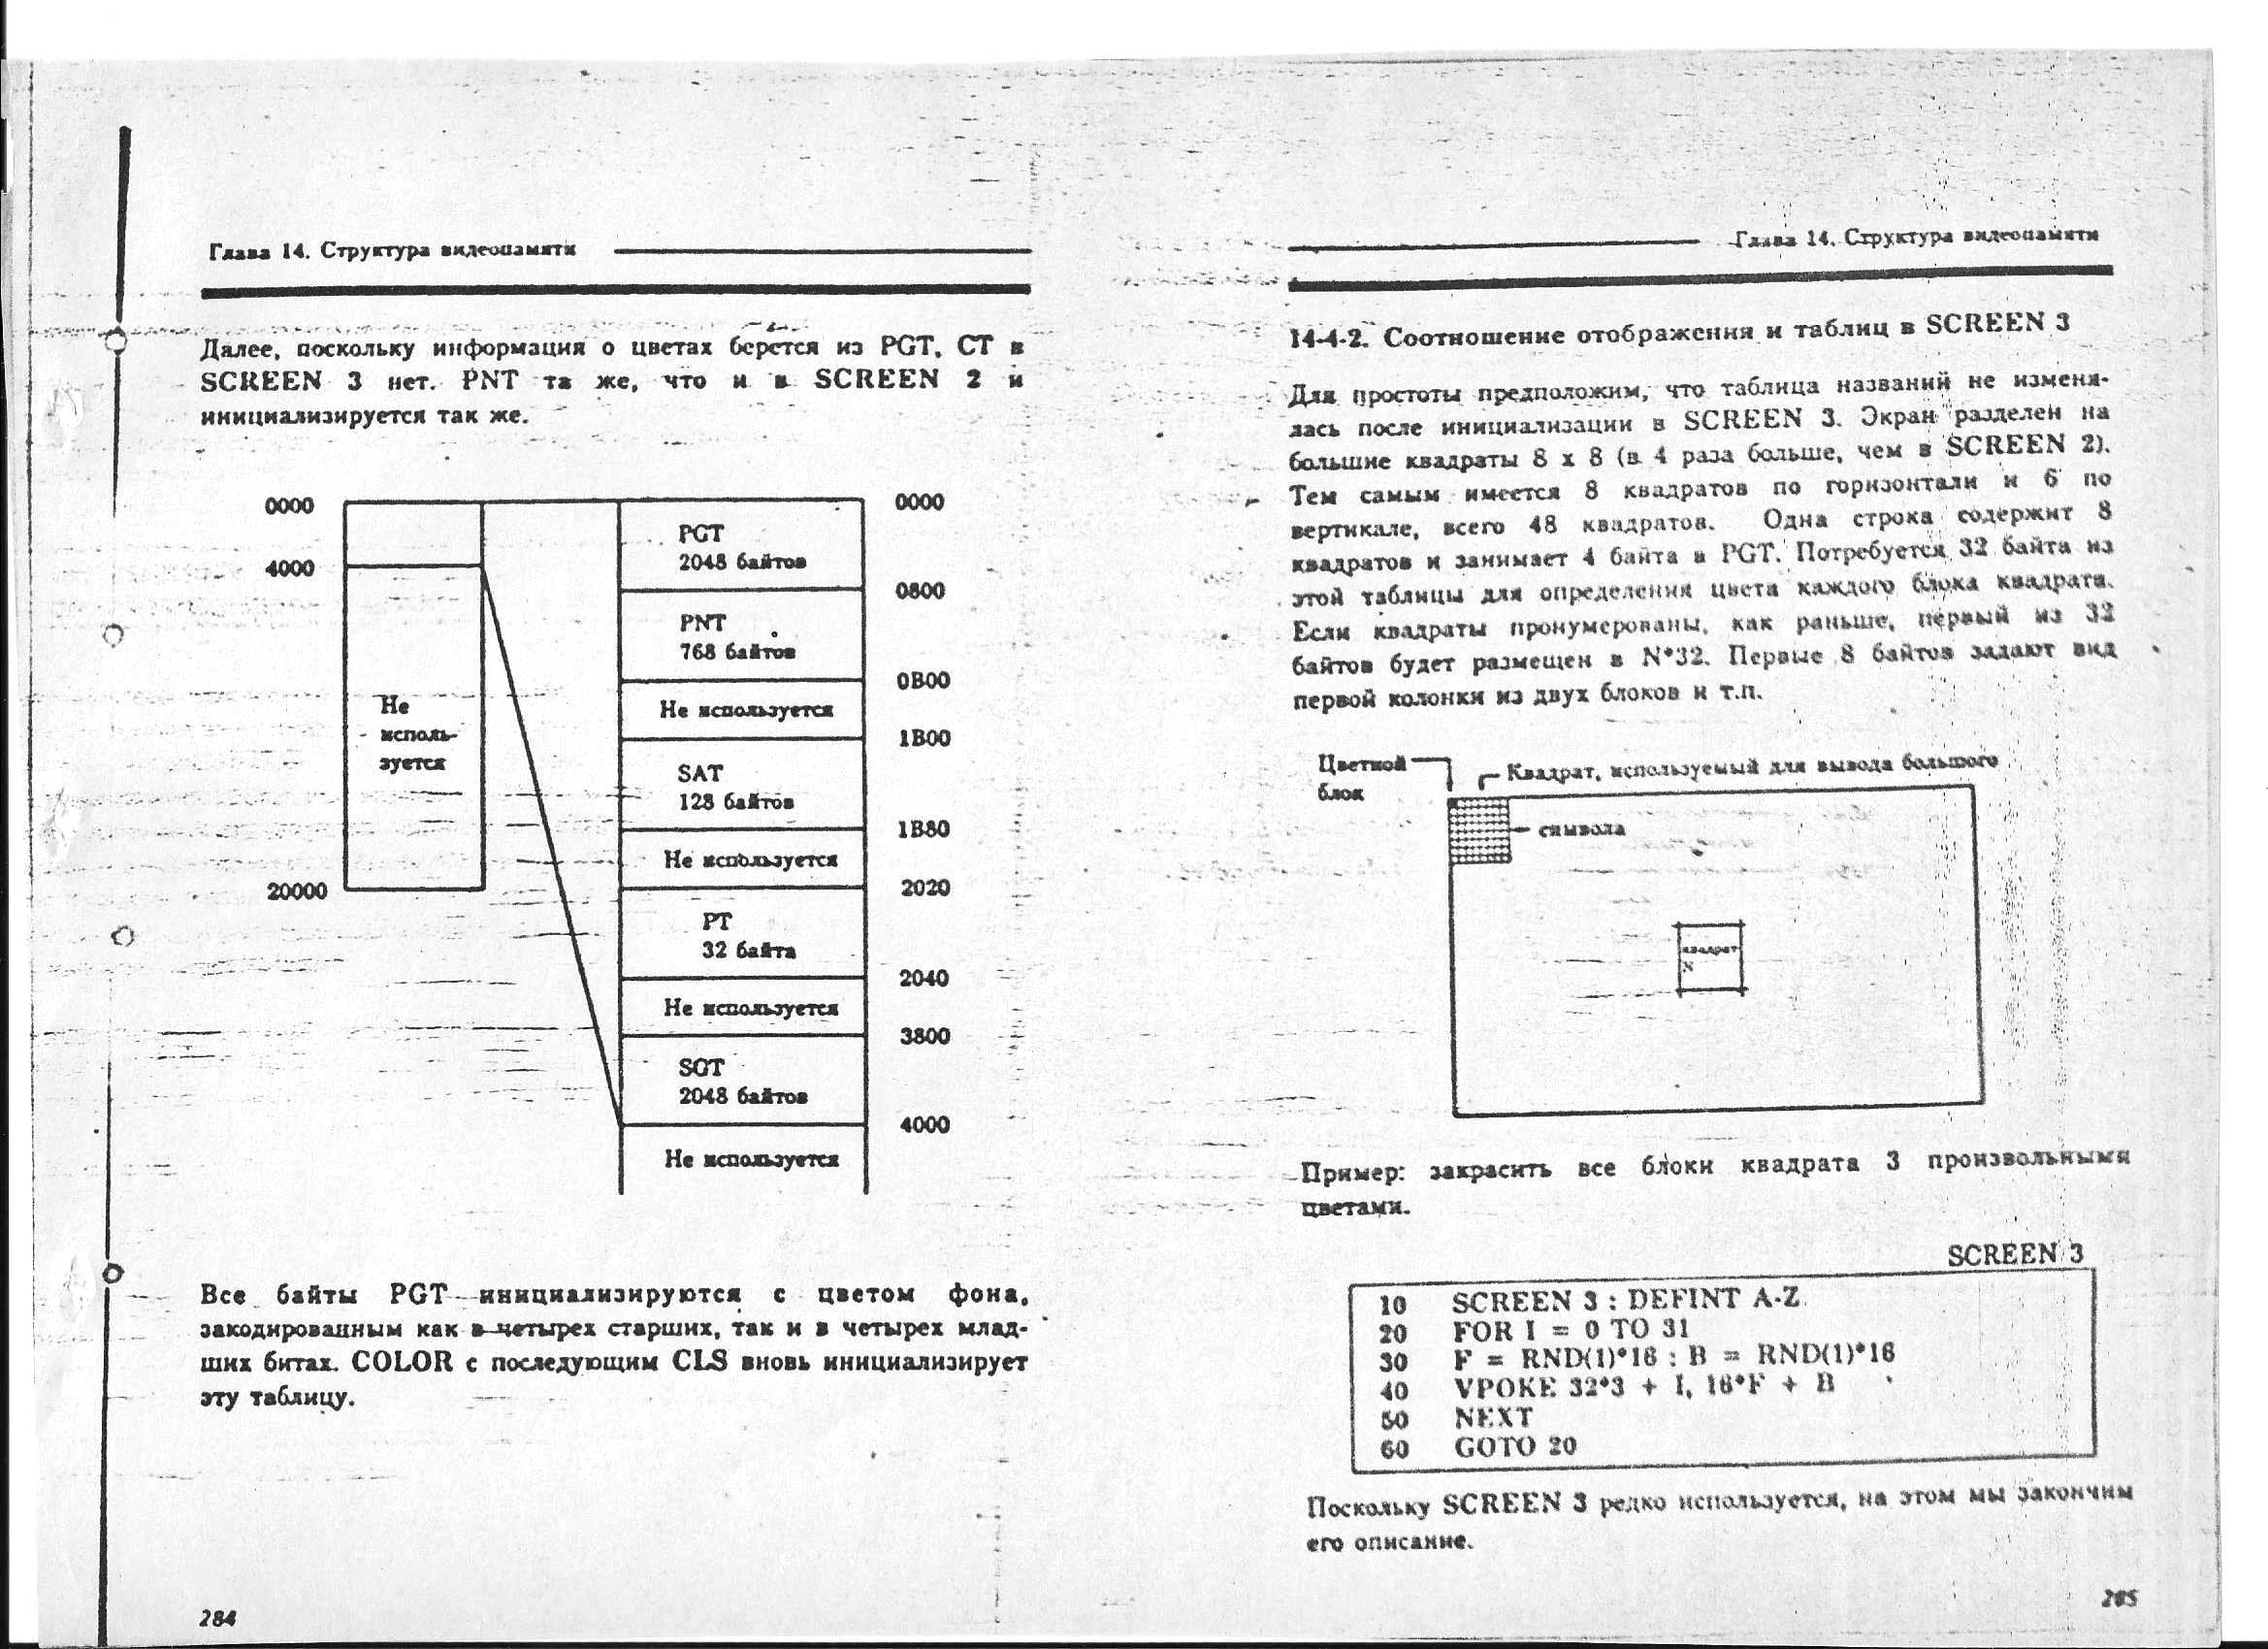 Глава 14. Структура видеопамяти
Далее, поскольку информация о цветах берется из PGT, CT в
SCREEN 3 нет. PNT та же, что и в SCREEN 2 и
инициализируется так же.
0000
4000
Не
исполь-
зуется
20000
0000
PGT
2048 байтов
0800
PNT
768 байтов
0B00
Не используется
1B00
SAT
128 байтов
1B80
Не используется
2020
PT
32 байта
2040
Не используется
3800
SGT
2048 байтов
4000
Не используется
Все байты PGT инициализируются с цветом фона,
закодированным как в четырех старших, так и в четырех млад-
ших битах. COLOR с последующим CLS вновь инициализирует
эту таблицу.
284
Глава 14. Структура видеопамяти
14-4-2. Соотношение отображения и таблиц в SCREEN 3
Для простоты предположим, что таблица названий не изменя-
лась после инициализации в SCREEN 3. Экран разделен на
большие квадраты 8 x 8 (в 4 раза больше, чем в SCREEN 2).
Тем самым имеется 8 квадратов по горизонтали и 6 по
вертикале, всего 48 квадратов. Одна строка содержит 8
квадратов и занимает 4 байта в PGT. Потребуется 32 байта из
этой таблицы для определения цвета каждого блока квадрата.
Если квадраты пронумерованы, как раньше, первый из 32
байтов будет размещен в N*32. Первые 8 байтов задают вид
первой колонки из двух блоков и т.п.
Цветной
блок
Квадрат, используемый для вывода большого
символа
квадрат
N
Пример: закрасить все блоки квадрата 3 произвольными
цветами.
SCREEN 3
10 SCREEN 3 : DEFINT A-Z
20 FOR I = 0 TO 31
30 F = RND(1)*16 : B = RND(1)*16
40 VPOKE 32*3 + I, 16*F + B
50 NEXT
60 GOTO 20
Поскольку SCREEN 3 редко используется, на этом мы закончим
его описание.
285